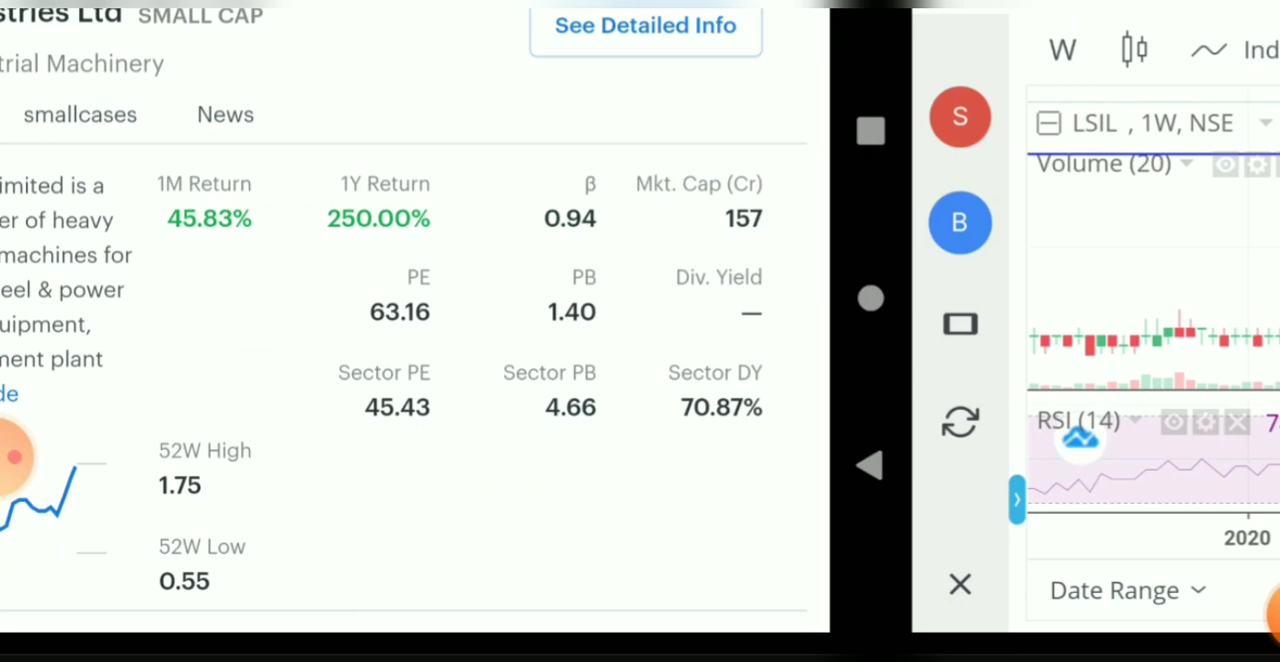 stries Ltd SMALL CAP
See Detailed Info
trial Machinery
smallcases News
imited is a
er of heavy
machines for
eel & power
uipment,
ment plant
de
1M Return 1Y Return β Mkt. Cap (Cr)
45.83% 250.00% 0.94 157
PE PB Div. Yield
63.16 1.40 —
Sector PE Sector PB Sector DY
45.43 4.66 70.87%
52W High
1.75
52W Low
0.55
S
B
W Ind
LSIL , 1W, NSE
Volume (20)
RSI (14) 7
2020
Date Range